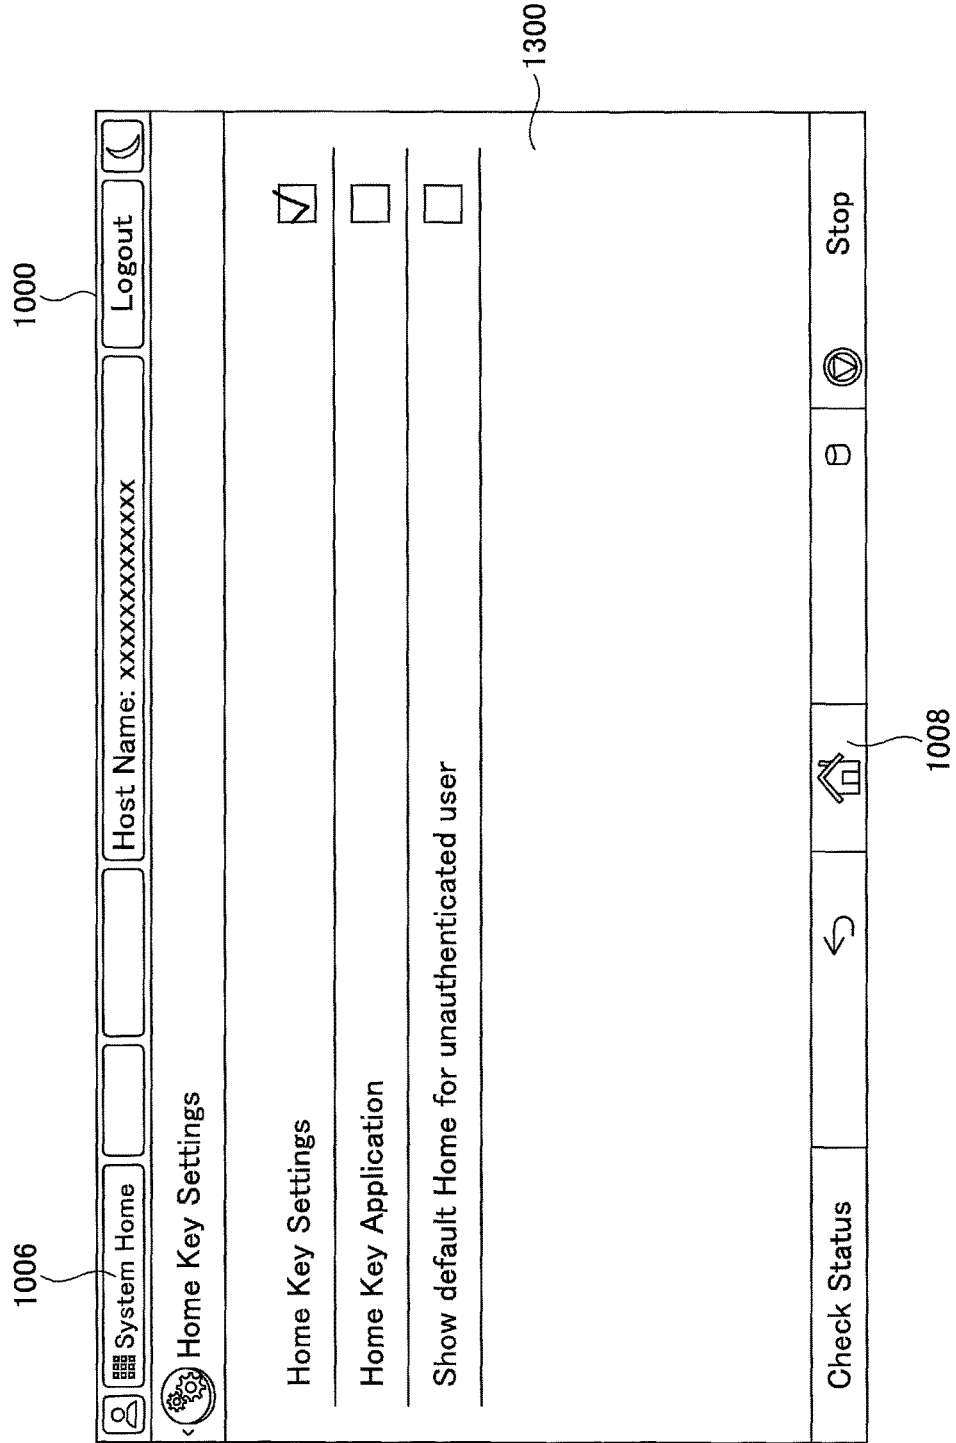 1000
1006
System Home
Host Name: xxxxxxxxxxxxxx
Logout
Home Key Settings
Home Key Settings
Home Key Application
Show default Home for unauthenticated user
1300
Check Status
Stop
1008